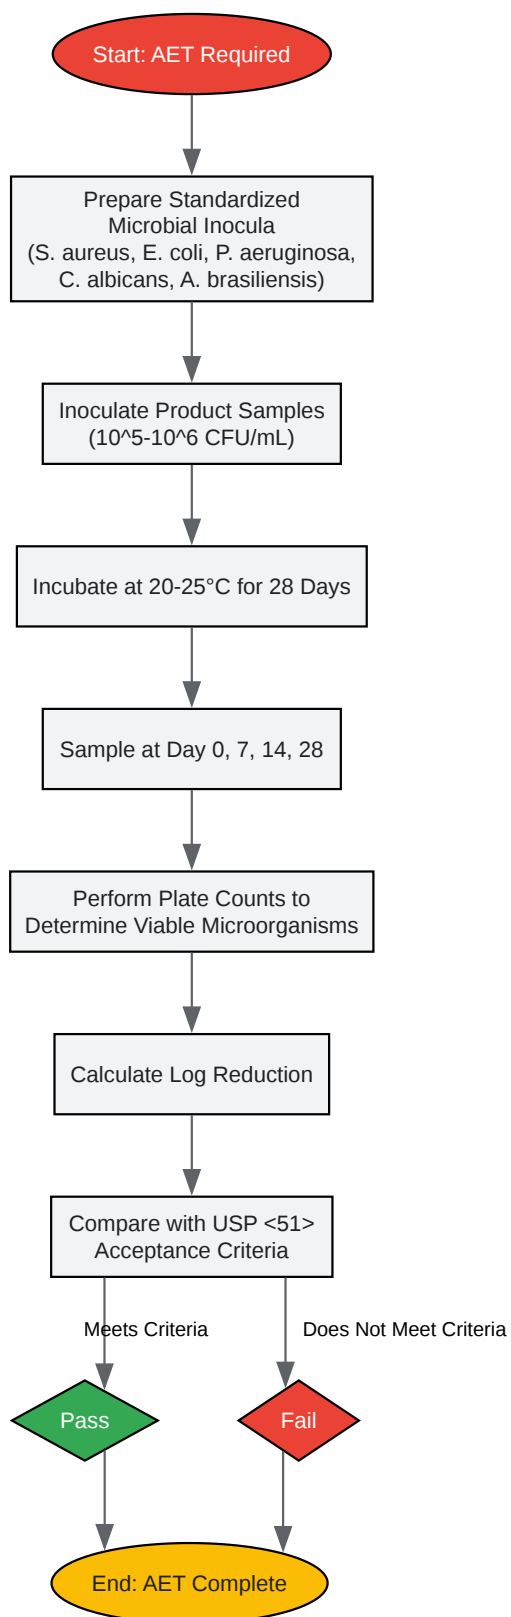 Start: AET Required
Prepare Standardized
Microbial Inocula
(S. aureus, E. coli, P. aeruginosa,
C. albicans, A. brasiliensis)
Inoculate Product Samples
(10^5-10^6 CFU/mL)
Incubate at 20-25°C for 28 Days
Sample at Day 0, 7, 14, 28
Perform Plate Counts to
Determine Viable Microorganisms
Calculate Log Reduction
Compare with USP <51>
Acceptance Criteria
Meets Criteria
Does Not Meet Criteria
Pass
Fail
End: AET Complete